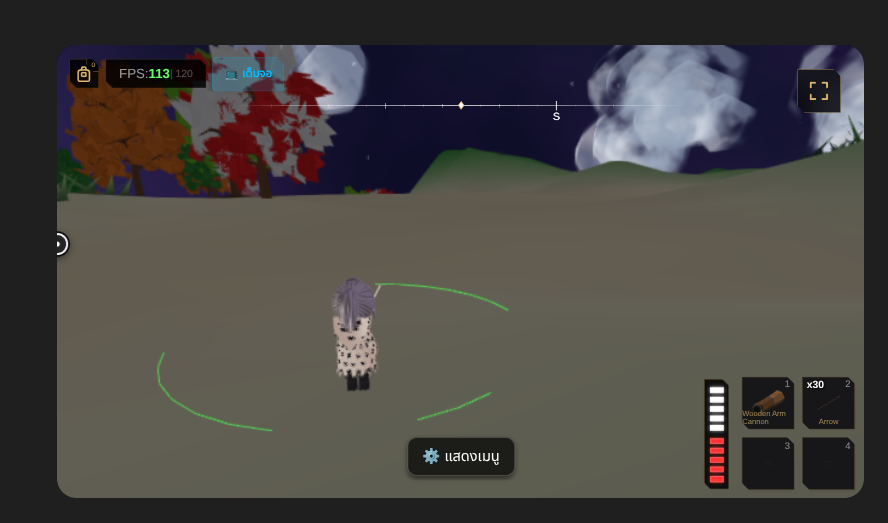 0
FPS:113| 120
📺 เต็มจอ
S
⚙️ แสดงเมนู
1
Wooden Arm
Cannon
x30 2
Arrow
3
4